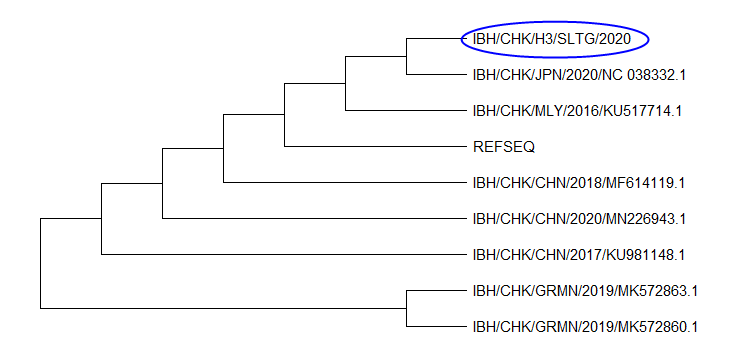 IBH/CHK/H3/SLTG/2020
IBH/CHK/JPN/2020/NC 038332.1
IBH/CHK/MLY/2016/KU517714.1
REFSEQ
IBH/CHK/CHN/2018/MF614119.1
IBH/CHK/CHN/2020/MN226943.1
IBH/CHK/CHN/2017/KU981148.1
IBH/CHK/GRMN/2019/MK572863.1
IBH/CHK/GRMN/2019/MK572860.1